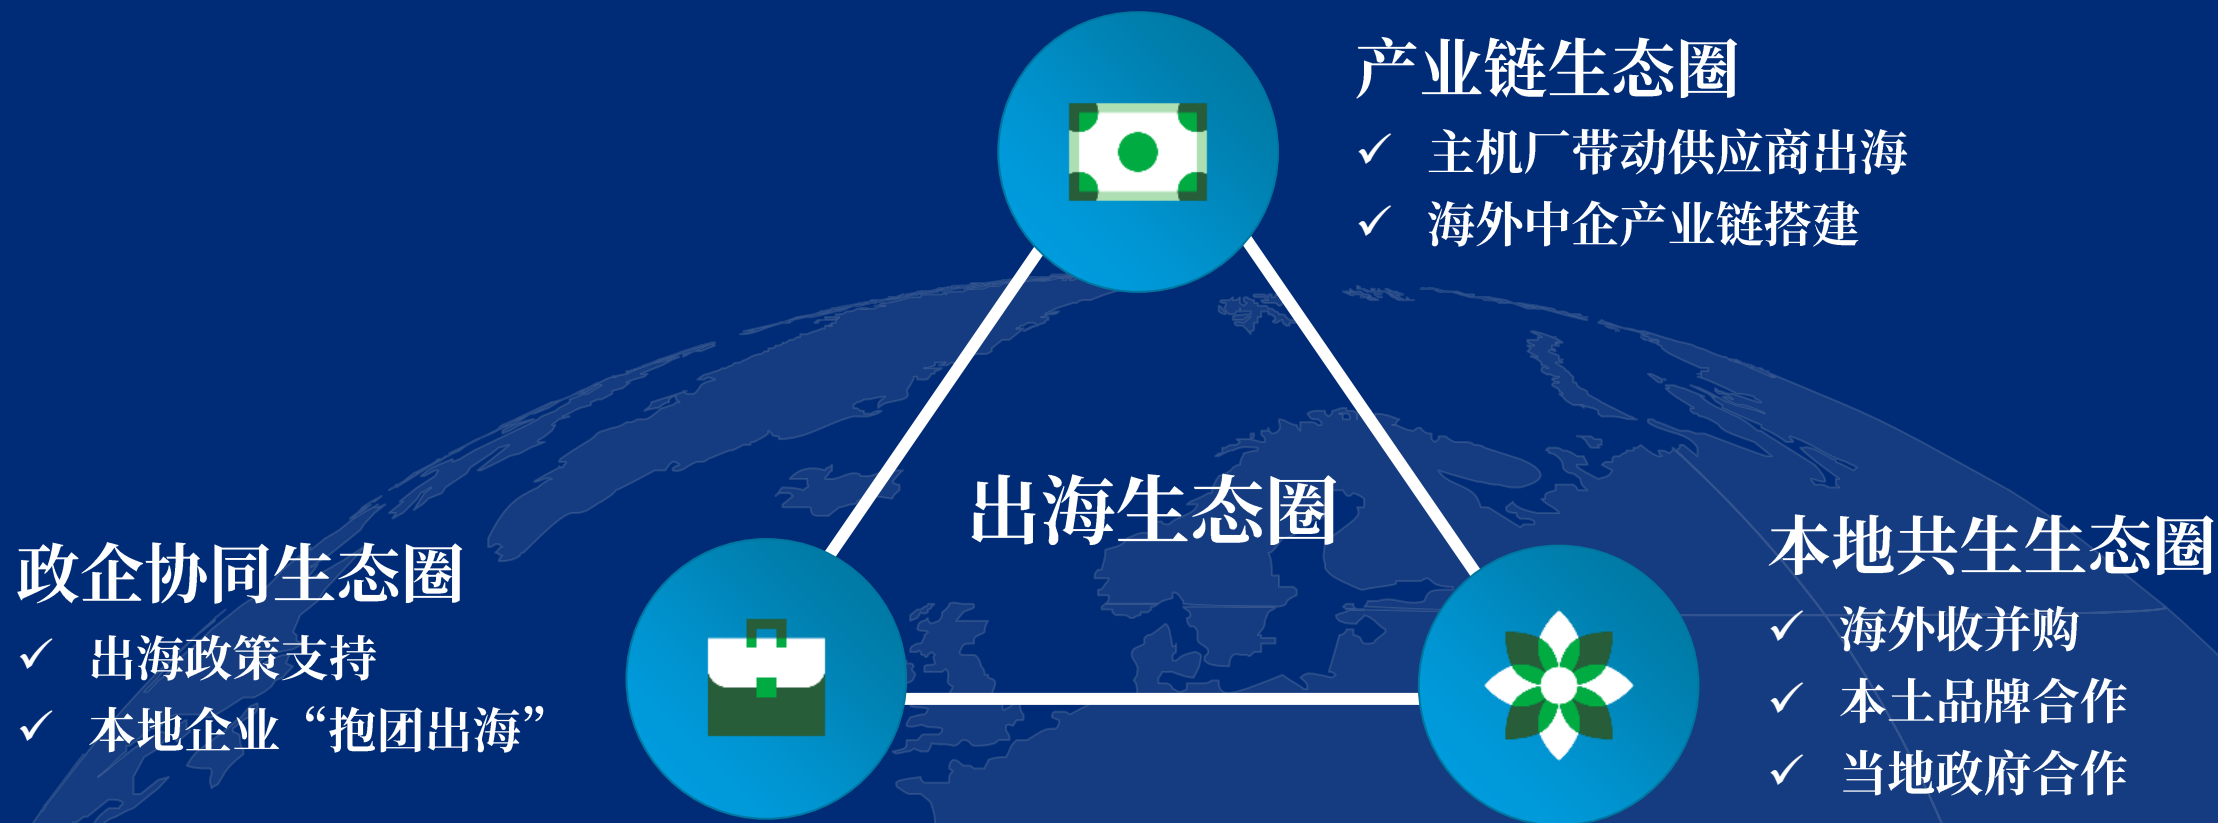 产业链生态圈
✓ 主机厂带动供应商出海
✓ 海外中企产业链搭建
出海生态圈
政企协同生态圈
✓ 出海政策支持
✓ 本地企业“抱团出海”
本地共生生态圈
✓ 海外收并购
✓ 本土品牌合作
✓ 当地政府合作